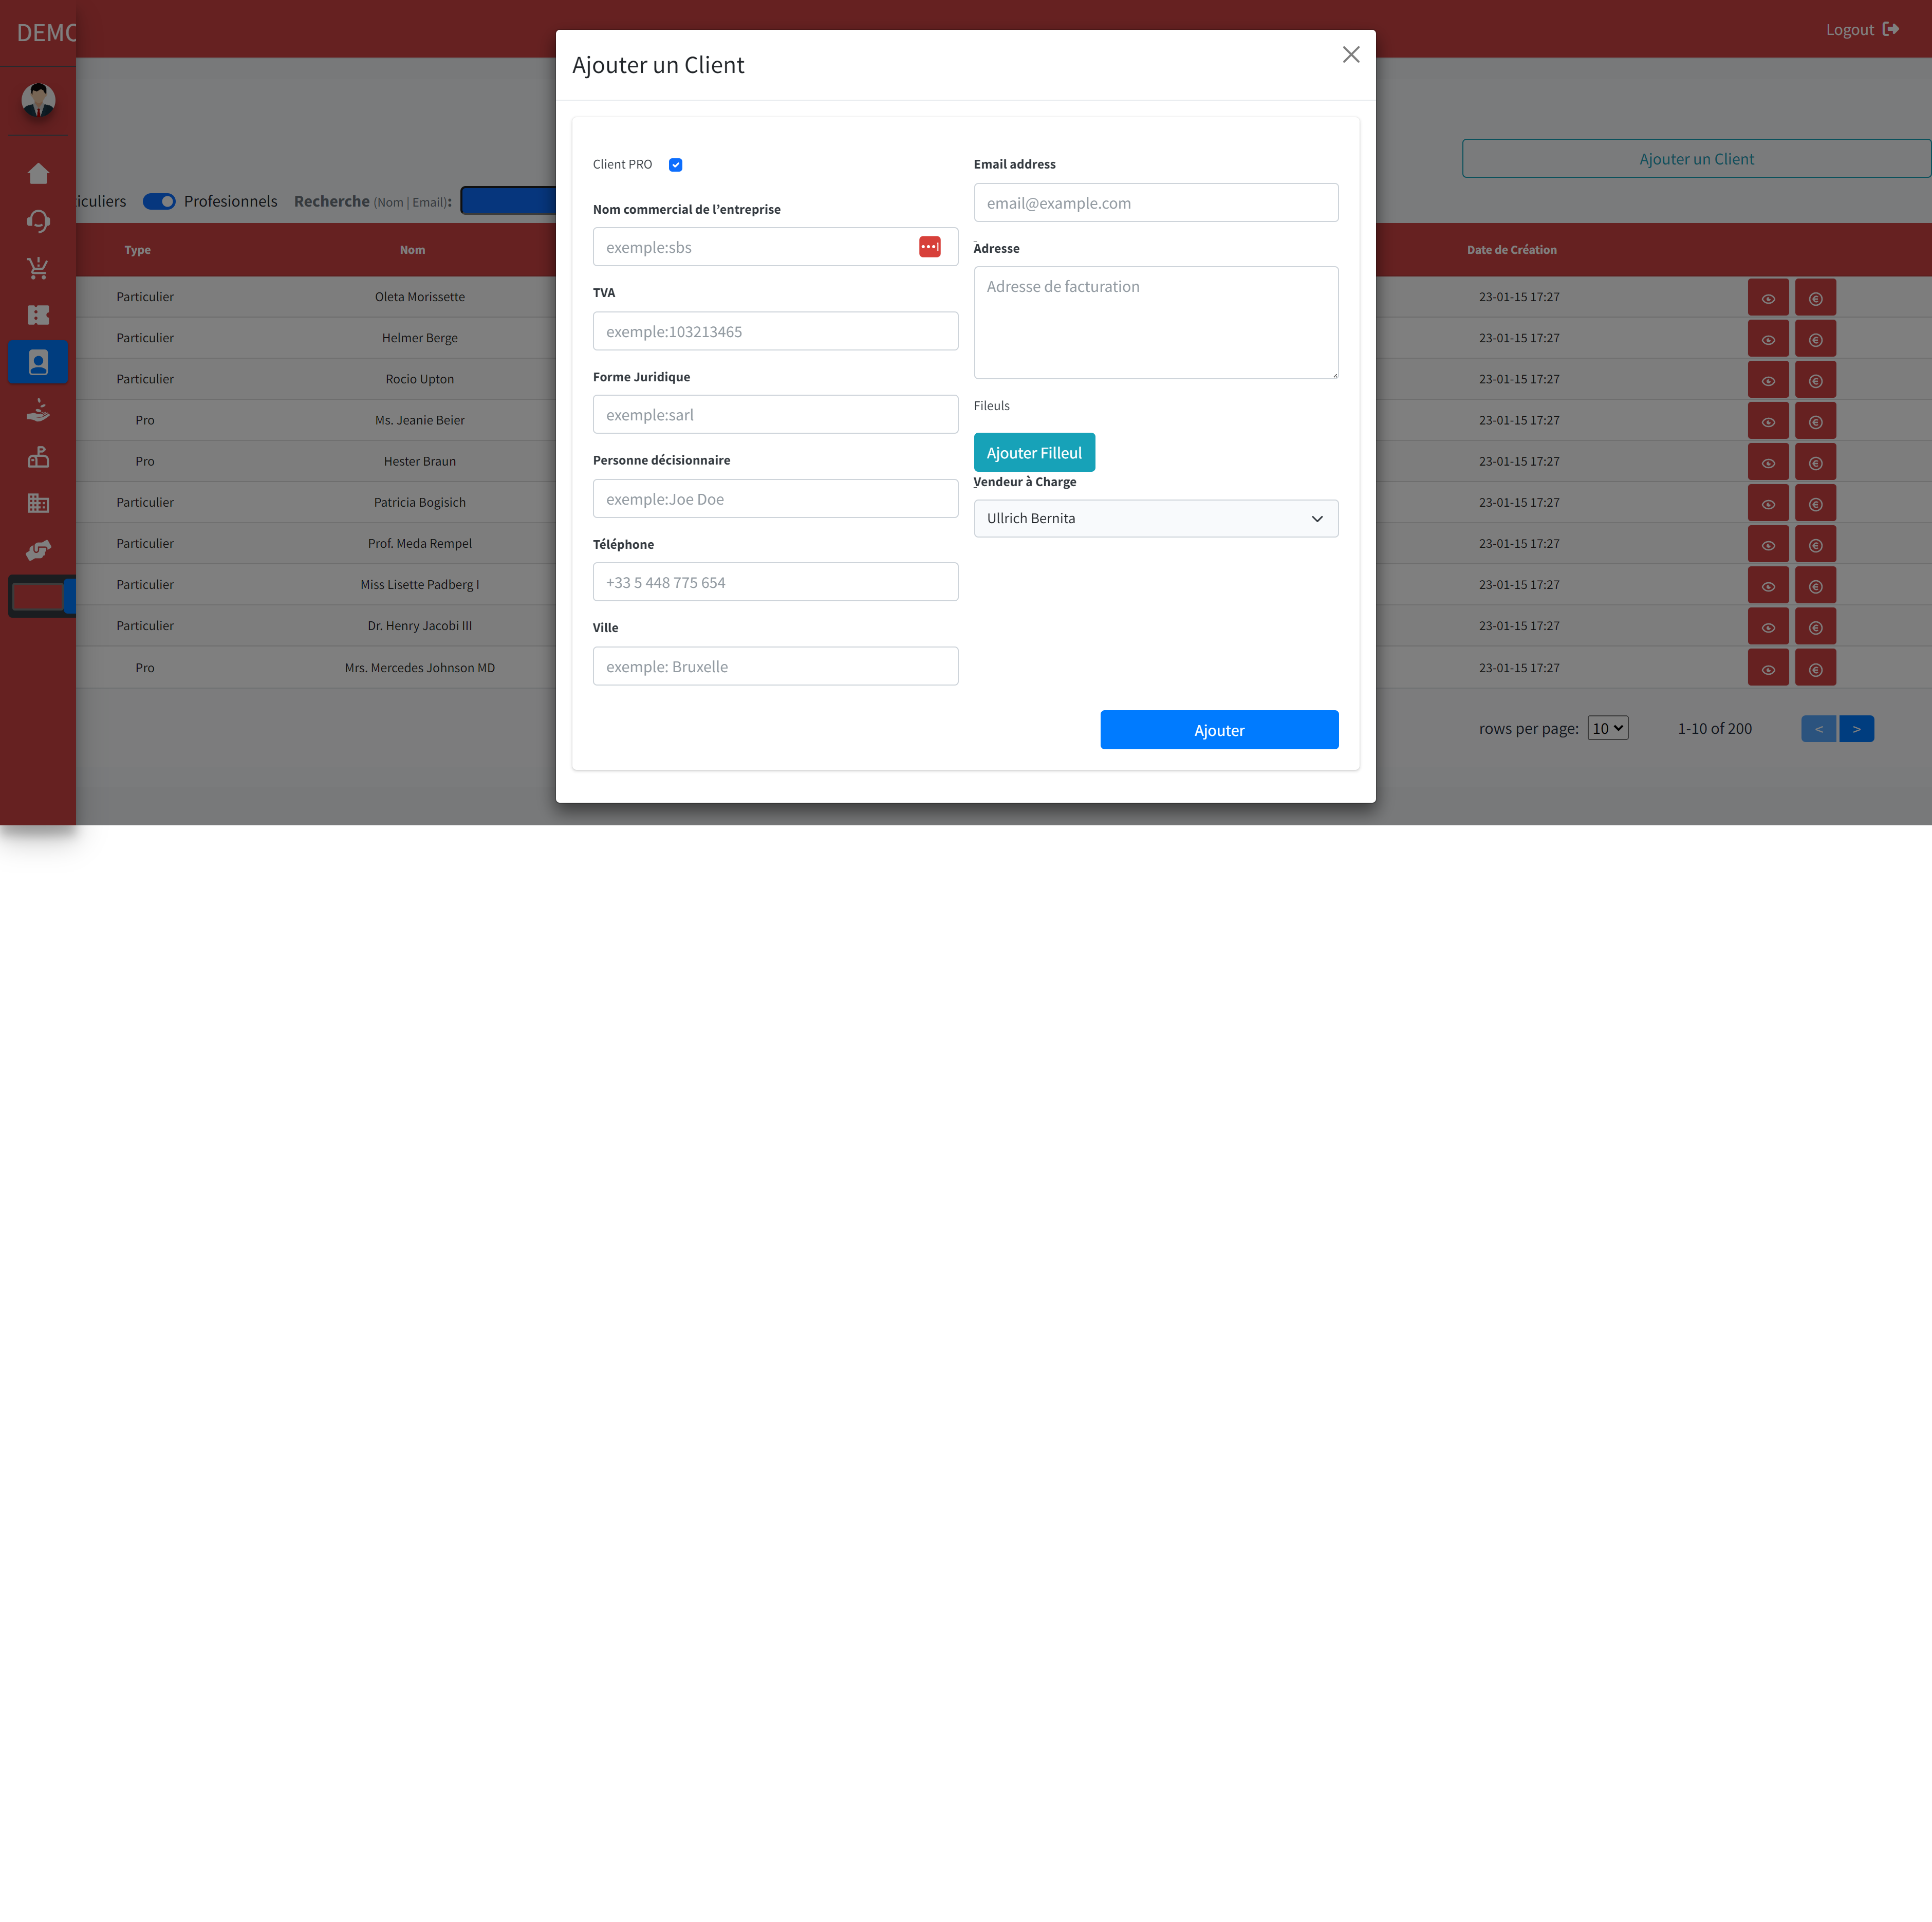 DEMO
Logout
Ajouter un Client
Ajouter un Client
Client PRO
Nom commercial de l'entreprise
exemple:sbs
TVA
exemple:103213465
Forme Juridique
exemple:sarl
Personne décisionnaire
exemple:Joe Doe
Téléphone
+33 5 448 775 654
Ville
exemple: Bruxelle
Email address
email@example.com
Adresse
Adresse de facturation
Fileuls
Ajouter Filleul
Vendeur à Charge
Ullrich Bernita
Ajouter
iculiers Profesionnels Recherche (Nom | Email):
Type Nom Date de Création
Particulier Oleta Morissette 23-01-15 17:27
Particulier Helmer Berge 23-01-15 17:27
Particulier Rocio Upton 23-01-15 17:27
Pro Ms. Jeanie Beier 23-01-15 17:27
Pro Hester Braun 23-01-15 17:27
Particulier Patricia Bogisich 23-01-15 17:27
Particulier Prof. Meda Rempel 23-01-15 17:27
Particulier Miss Lisette Padberg I 23-01-15 17:27
Particulier Dr. Henry Jacobi III 23-01-15 17:27
Pro Mrs. Mercedes Johnson MD 23-01-15 17:27
rows per page: 10 1-10 of 200 < >